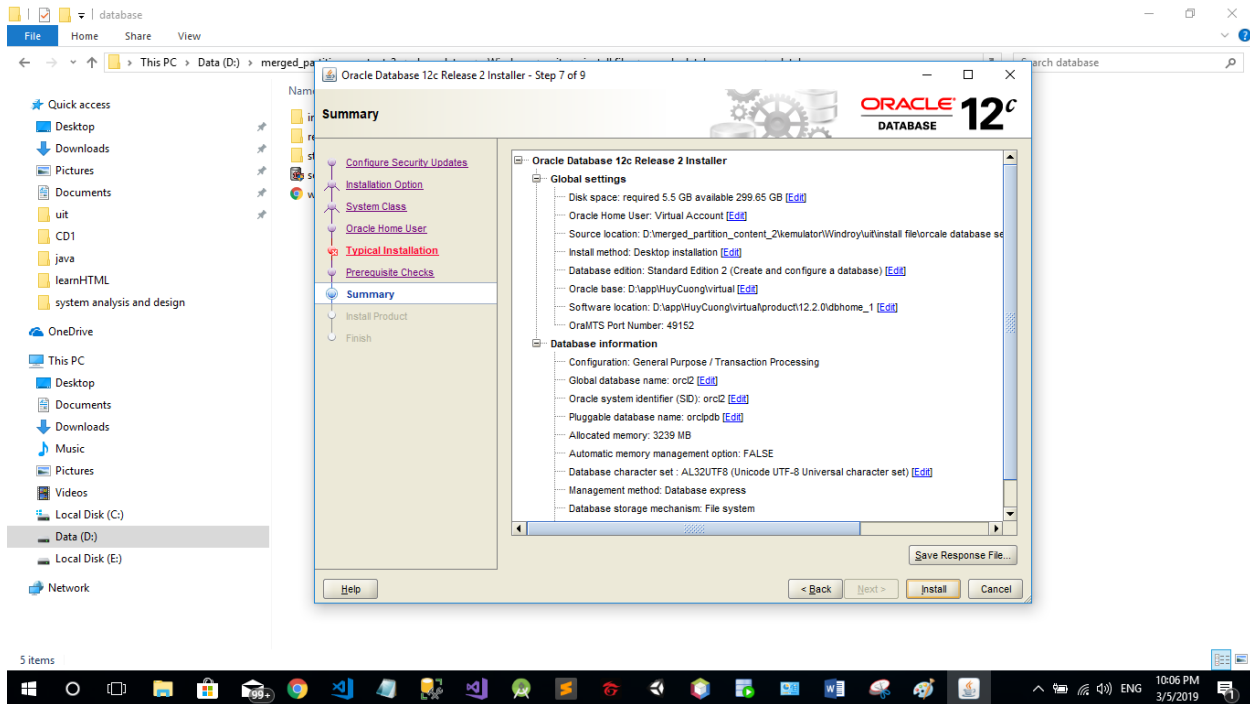 database
File Home Share View
This PC > Data (D:) > merged_pa
search database
Quick access
Desktop
Downloads
Pictures
Documents
uit
CD1
java
learnHTML
system analysis and design
OneDrive
This PC
Desktop
Documents
Downloads
Music
Pictures
Videos
Local Disk (C:)
Data (D:)
Local Disk (E:)
Network
5 items
Nam
Oracle Database 12c Release 2 Installer - Step 7 of 9
Summary
ORACLE
DATABASE
12c
Configure Security Updates
Installation Option
System Class
Oracle Home User
Typical Installation
Prerequisite Checks
Summary
Install Product
Finish
Oracle Database 12c Release 2 Installer
Global settings
Disk space: required 5.5 GB available 299.65 GB [Edit]
Oracle Home User: Virtual Account [Edit]
Source location: D:\merged_partition_content_2\kemulator\Windroy\uit\install file\orcale database se
Install method: Desktop installation [Edit]
Database edition: Standard Edition 2 (Create and configure a database) [Edit]
Oracle base: D:\app\HuyCuong\virtual [Edit]
Software location: D:\app\HuyCuong\virtual\product\12.2.0\dbhome_1 [Edit]
OraMTS Port Number: 49152
Database information
Configuration: General Purpose / Transaction Processing
Global database name: orcl2 [Edit]
Oracle system identifier (SID): orcl2 [Edit]
Pluggable database name: orclpdb [Edit]
Allocated memory: 3239 MB
Automatic memory management option: FALSE
Database character set : AL32UTF8 (Unicode UTF-8 Universal character set) [Edit]
Management method: Database express
Database storage mechanism: File system
Save Response File...
Help
< Back
Next >
Install
Cancel
99+
ENG
10:06 PM
3/5/2019
1